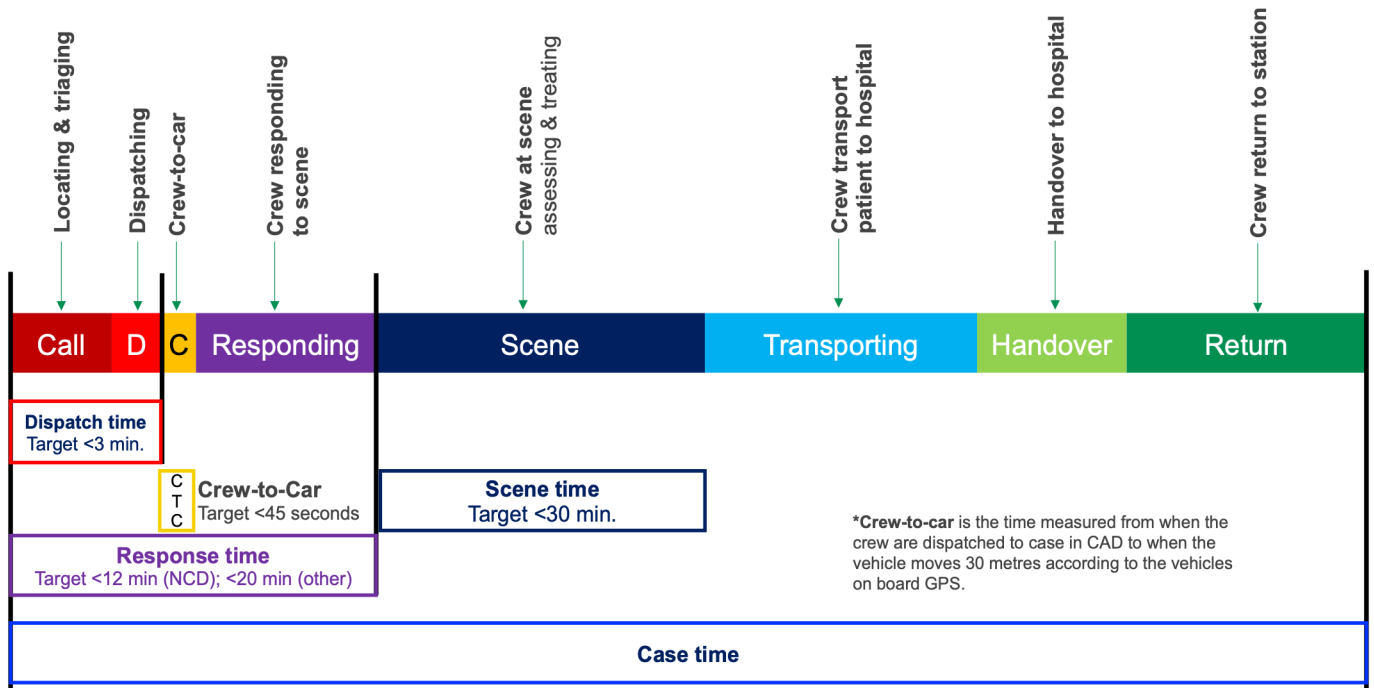 Locating & triaging
Dispatching
Crew-to-car
Crew responding
to scene
Crew at scene
assessing & treating
Crew transport
patient to hospital
Handover to hospital
Crew return to station
Call
D
C
Responding
Scene
Transporting
Handover
Return
Dispatch time
Target <3 min.
C
T
C
Crew-to-Car
Target <45 seconds
Scene time
Target <30 min.
Response time
Target <12 min (NCD); <20 min (other)
*Crew-to-car is the time measured from when the
crew are dispatched to case in CAD to when the
vehicle moves 30 metres according to the vehicles
on board GPS.
Case time